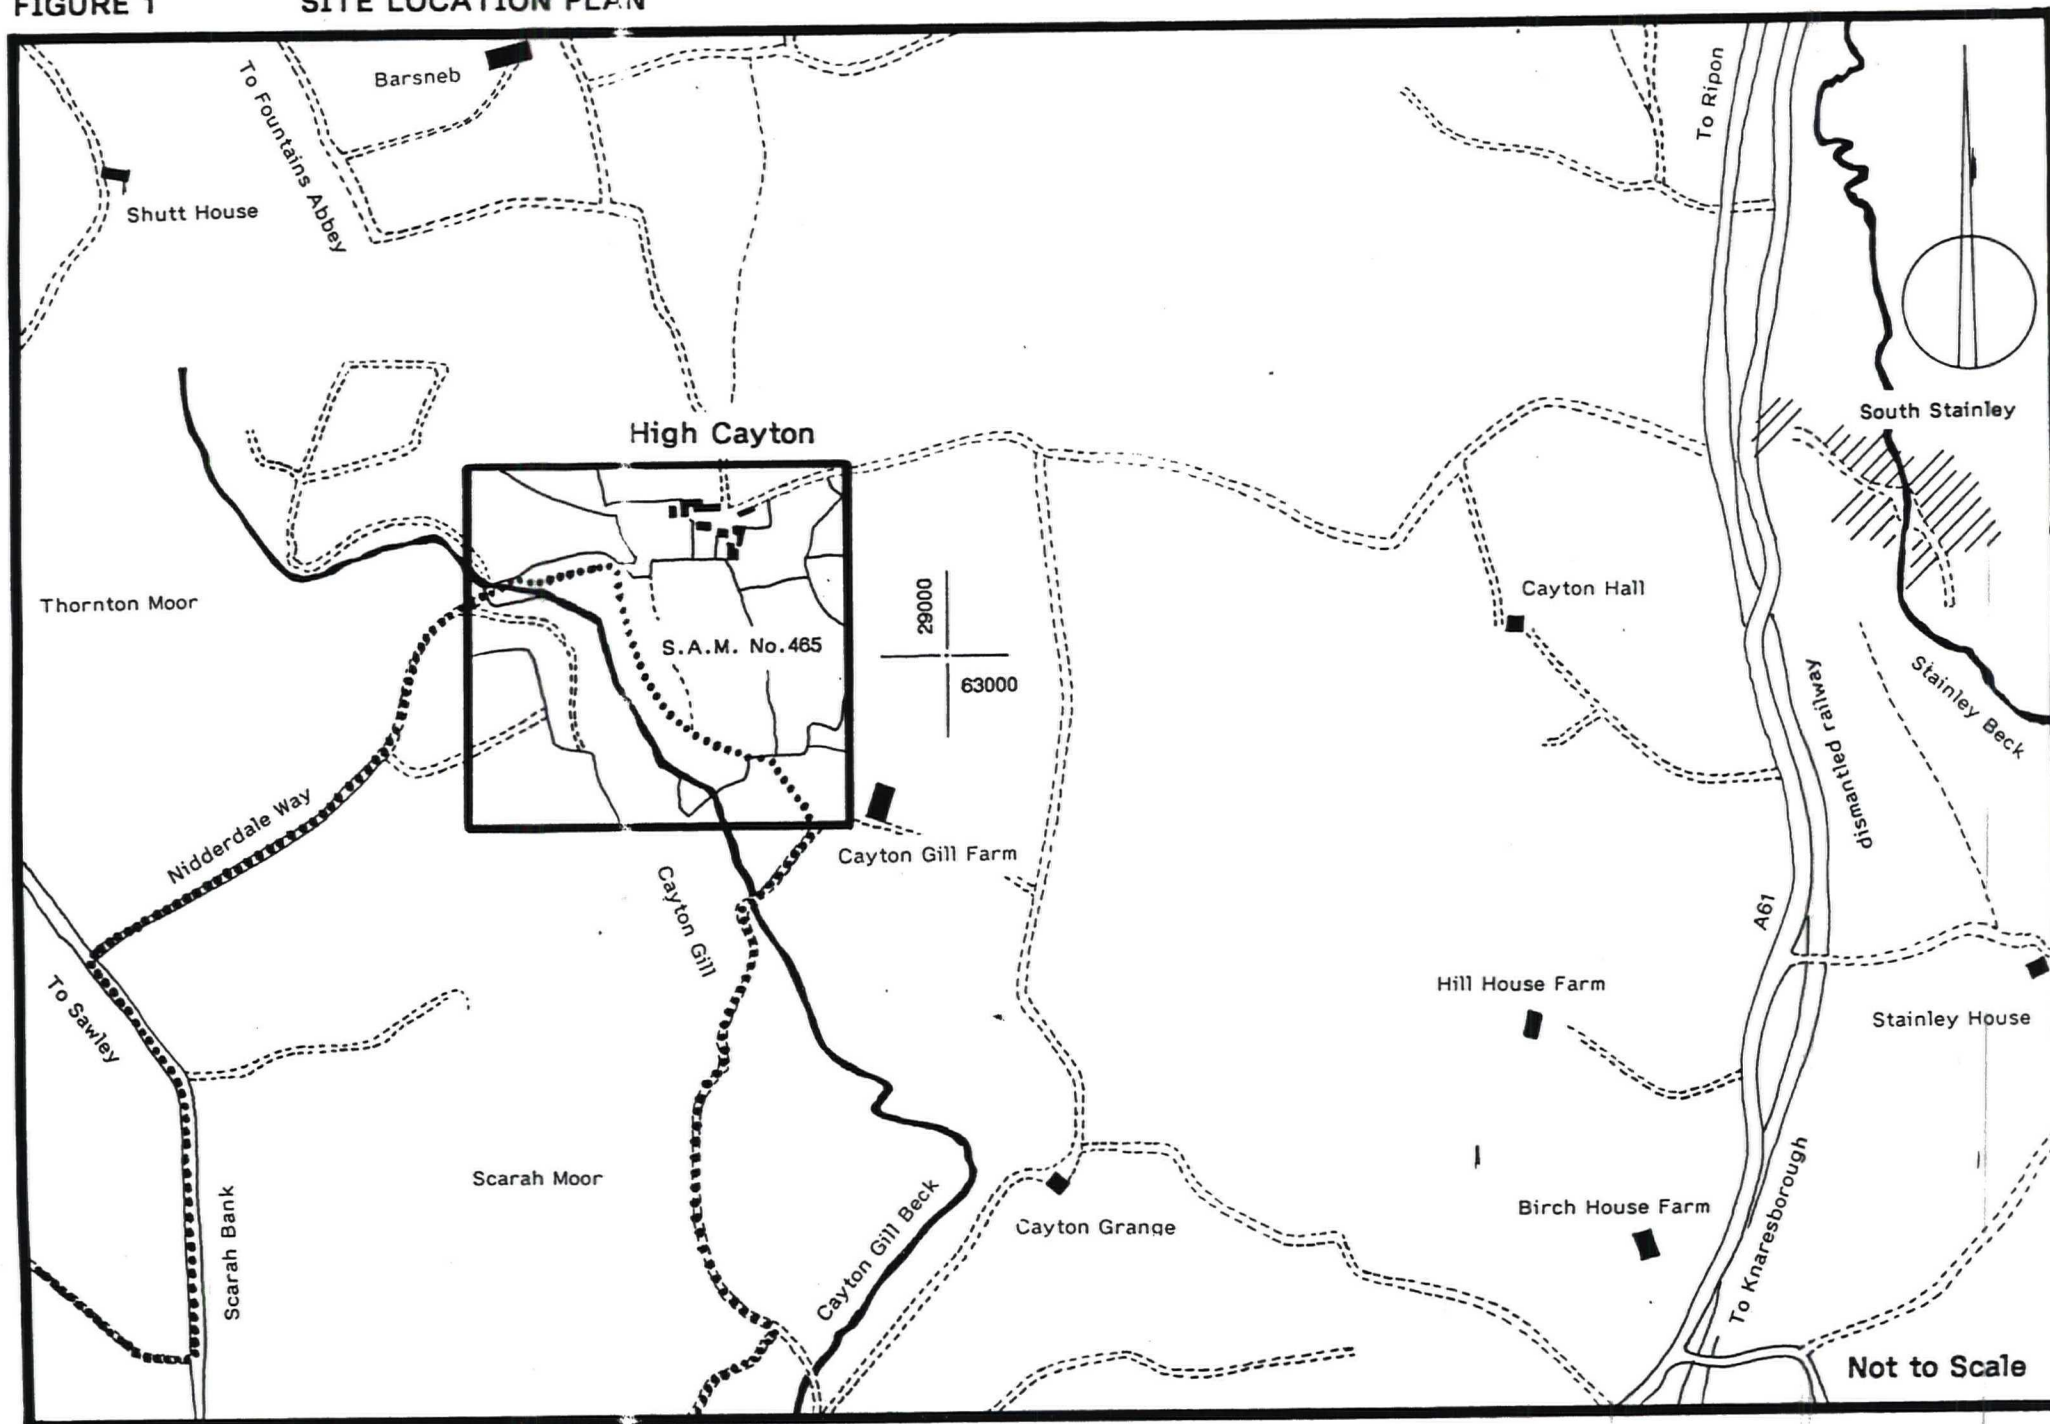 FIGURE 1 SITE LOCATION PLAN
Barsneb
To Fountains Abbey
To Ripon
Shutt House
South Stainley
High Cayton
Thornton Moor
Cayton Hall
29000
S.A.M. No.465
63000
Stainley Beck
dismantled railway
Nidderdale Way
Cayton Gill Farm
Cayton Gill
A61
To Sawley
Hill House Farm
Stainley House
Scarah Moor
Scarah Bank
Cayton Gill Beck
Cayton Grange
Birch House Farm
To Knaresborough
Not to Scale